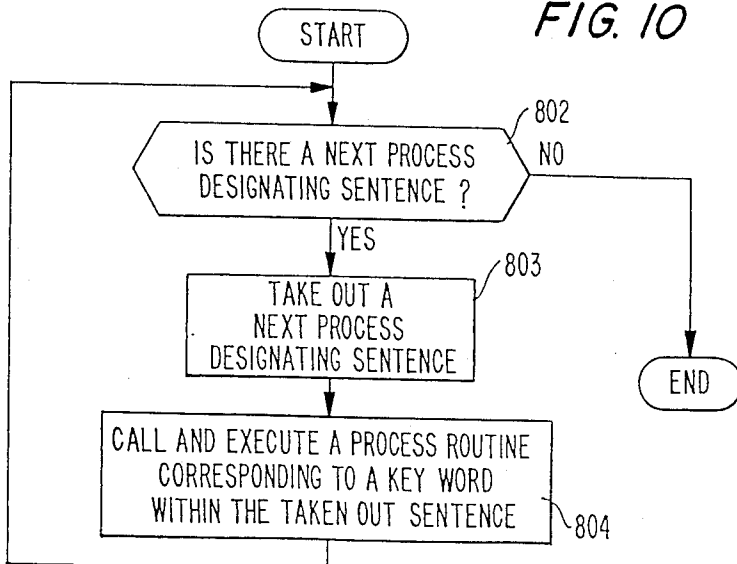 FIG. 10
START
802
IS THERE A NEXT PROCESS
DESIGNATING SENTENCE ?
NO
YES
803
TAKE OUT A
NEXT PROCESS
DESIGNATING SENTENCE
END
CALL AND EXECUTE A PROCESS ROUTINE
CORRESPONDING TO A KEY WORD
WITHIN THE TAKEN OUT SENTENCE
804